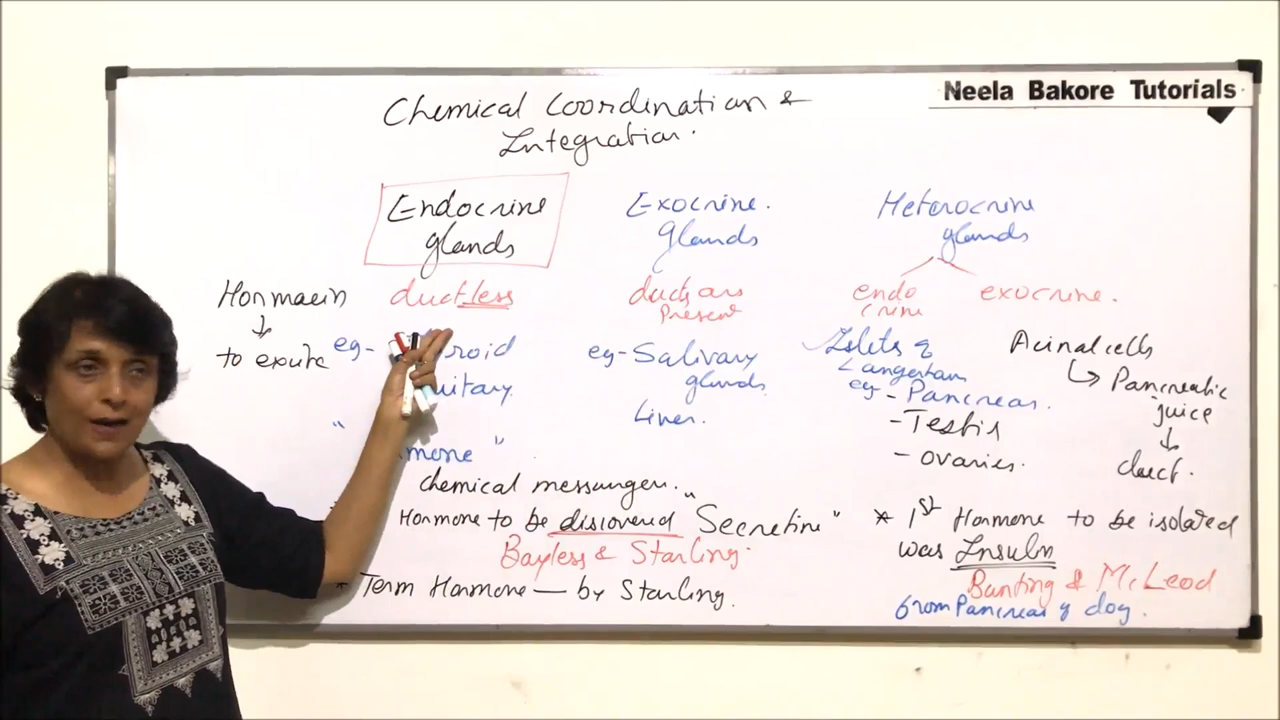 Neela Bakore Tutorials
Chemical Coordination &
Integration.
Endocrine
glands
Exocrine.
Glands
Heterocrine
glands
Hormaein
↓
to excite
ductless
eg- roid
uitary.
ducts are
Present
eg- Salivary
glands
Liver.
endo
crine
exocrine.
Islets of
Langerhan
eg - Pancreas.
- Testis
- ovaries.
Acinal cells
↳ Pancreatic
juice
↓
duct.
" mone "
chemical messenger.
Hormone to be discovered "Secretine"
Bayless & Starling.
* Term Hormone — by Starling.
* 1st Hormone to be isolated
was Insulin
Banting & McLeod
from Pancreas of dog.